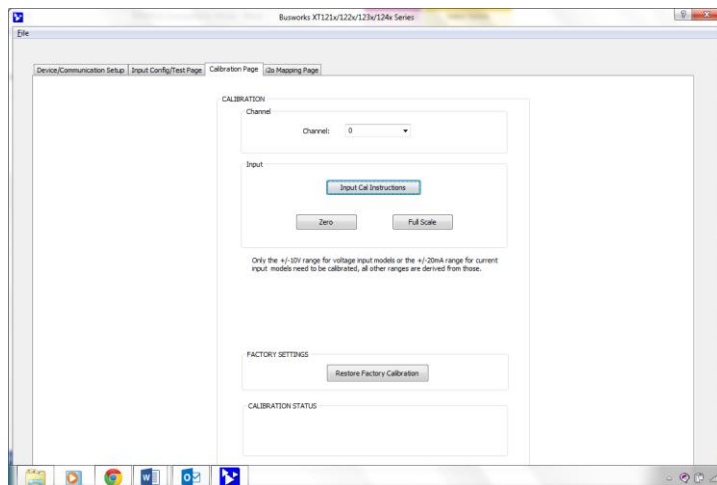 Busworks XT121x/122x/123x/124x Series
File
Device/Communication Setup Input Config/Test Page Calibration Page i2o Mapping Page
CALIBRATION
Channel
Channel: 0
Input
Input Cal Instructions
Zero Full Scale
Only the +/-10V range for voltage input models or the +/-20mA range for current
input models need to be calibrated, all other ranges are derived from those.
FACTORY SETTINGS
Restore Factory Calibration
CALIBRATION STATUS